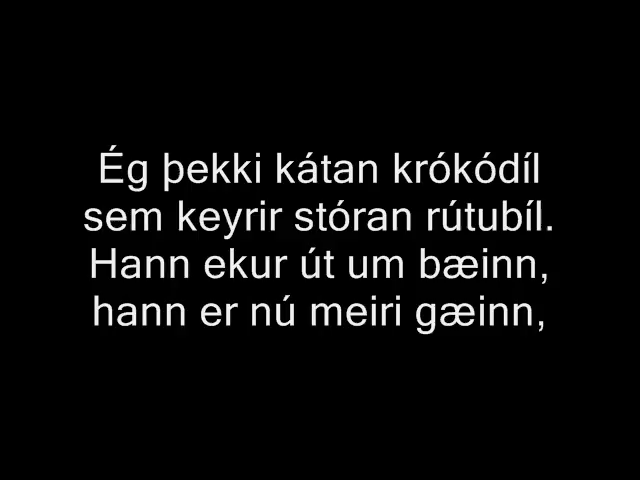 Ég þekki kátan krókódíl
sem keyrir stóran rútubíl.
Hann ekur út um bæinn,
hann er nú meiri gæinn,